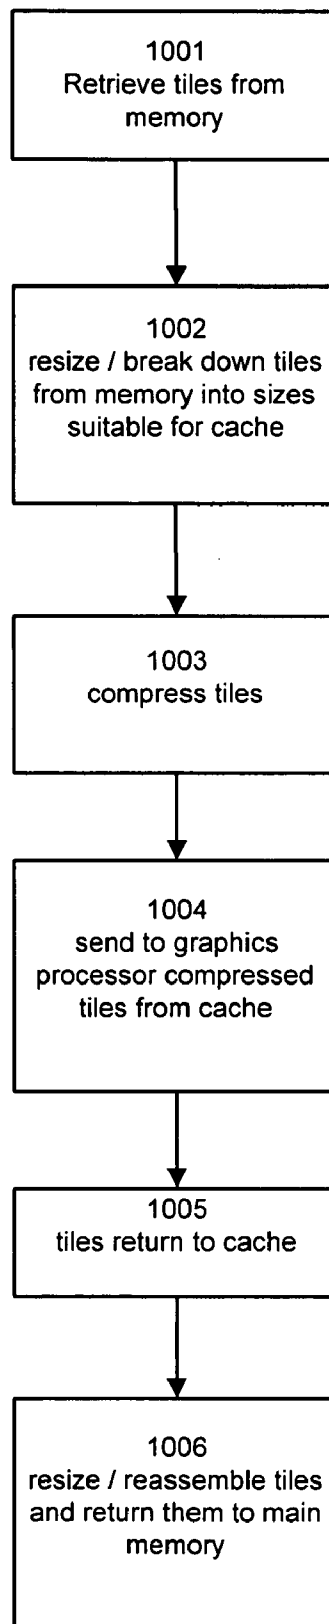 1001
Retrieve tiles from
memory
1002
resize / break down tiles
from memory into sizes
suitable for cache
1003
compress tiles
1004
send to graphics
processor compressed
tiles from cache
1005
tiles return to cache
1006
resize / reassemble tiles
and return them to main
memory